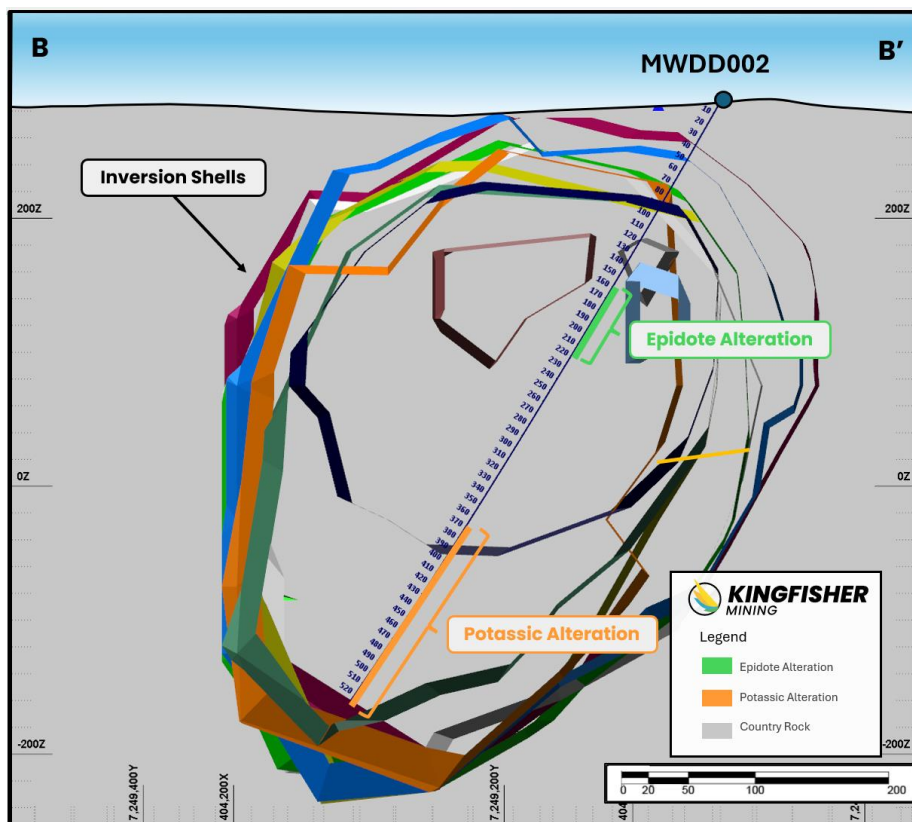 B
B'
MWDD002
Inversion Shells
200Z
200Z
10
20
30
40
50
60
70
80
100
110
120
130
140
150
160
170
180
190
200
210
220
230
240
250
260
270
280
290
300
310
320
330
340
350
360
370
380
390
400
410
420
430
440
450
460
470
480
490
500
510
520
Epidote Alteration
0Z
0Z
Potassic Alteration
KINGFISHER
MINING
Legend
Epidote Alteration
Potassic Alteration
Country Rock
-200Z
-200Z
0 20 50 100 200
7,249,400Y
404,200X
7,249,200Y